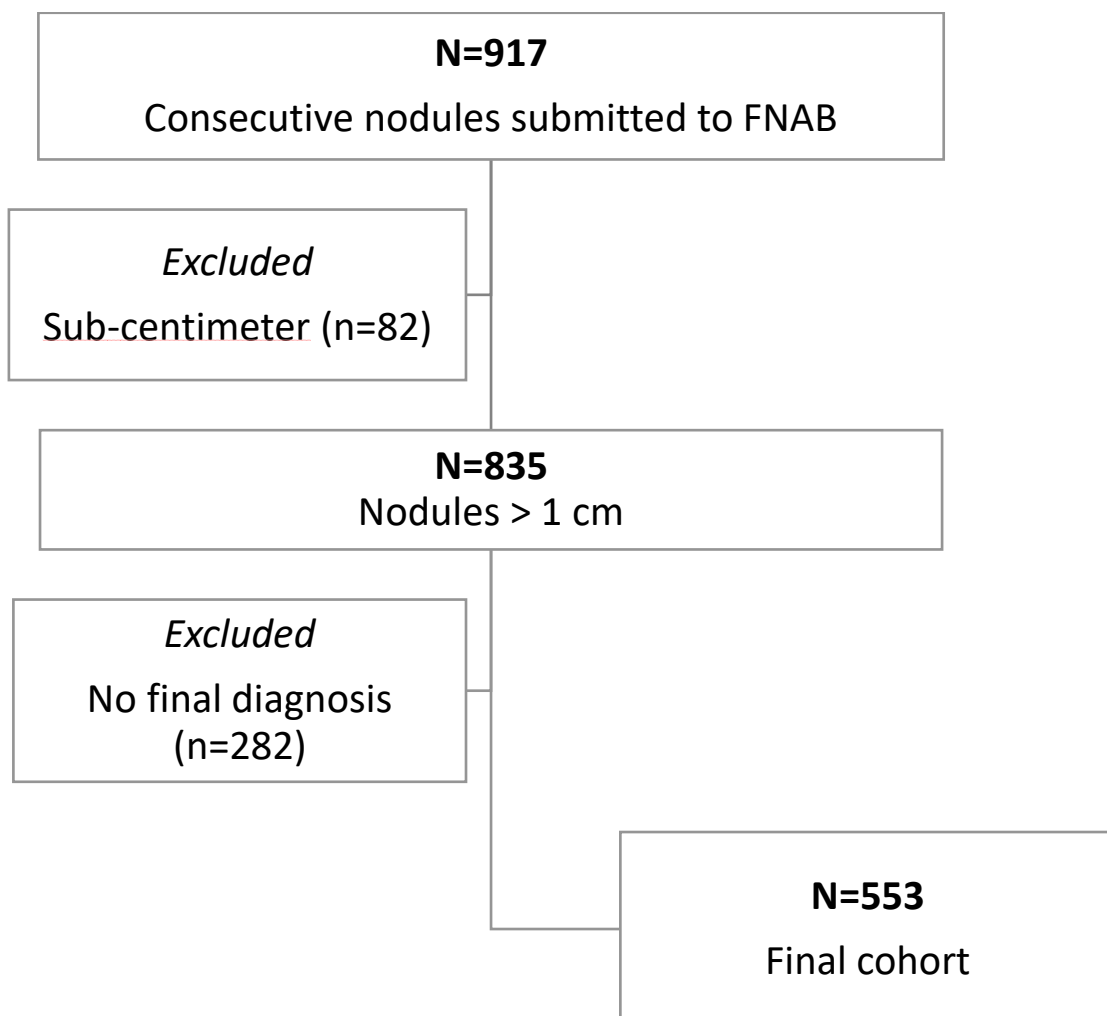 N=917
Consecutive nodules submitted to FNAB
Excluded
Sub-centimeter (n=82)
N=835
Nodules > 1 cm
Excluded
No final diagnosis
(n=282)
N=553
Final cohort